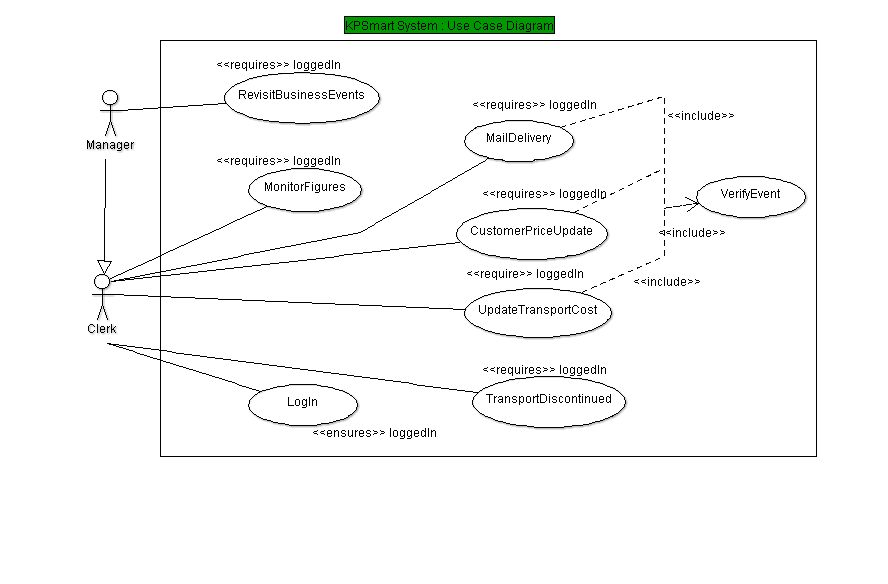 KPSmart System : Use Case Diagram
<<requires>> loggedIn
RevisitBusinessEvents
Manager
<<requires>> loggedIn
MonitorFigures
<<requires>> loggedIn
MailDelivery
<<include>>
<<requires>> loggedIn
CustomerPriceUpdate
VerifyEvent
<<include>>
<<require>> loggedIn
UpdateTransportCost
<<include>>
Clerk
<<requires>> loggedIn
TransportDiscontinued
LogIn
<<ensures>> loggedIn